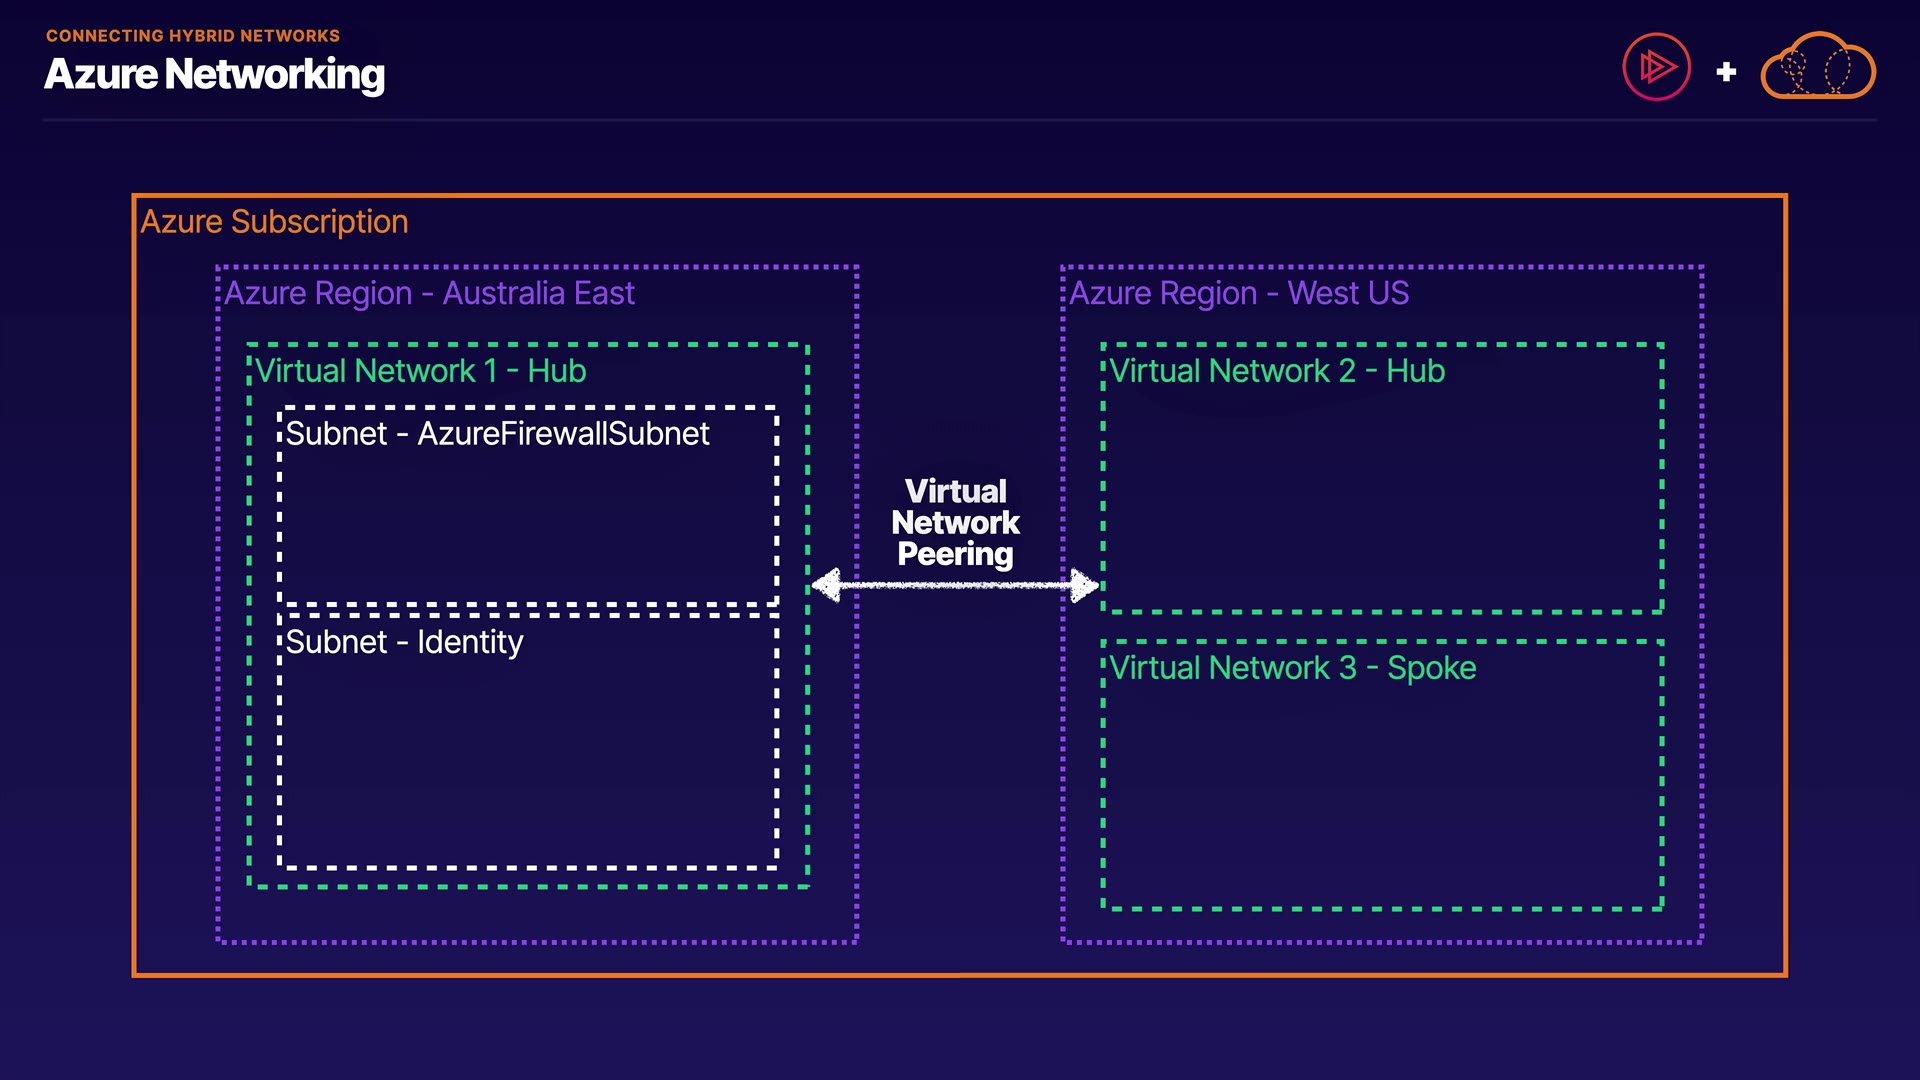 CONNECTING HYBRID NETWORKS
Azure Networking
+
Azure Subscription
Azure Region - Australia East
Virtual Network 1 - Hub
Subnet - AzureFirewallSubnet
Subnet - Identity
Virtual
Network
Peering
Azure Region - West US
Virtual Network 2 - Hub
Virtual Network 3 - Spoke